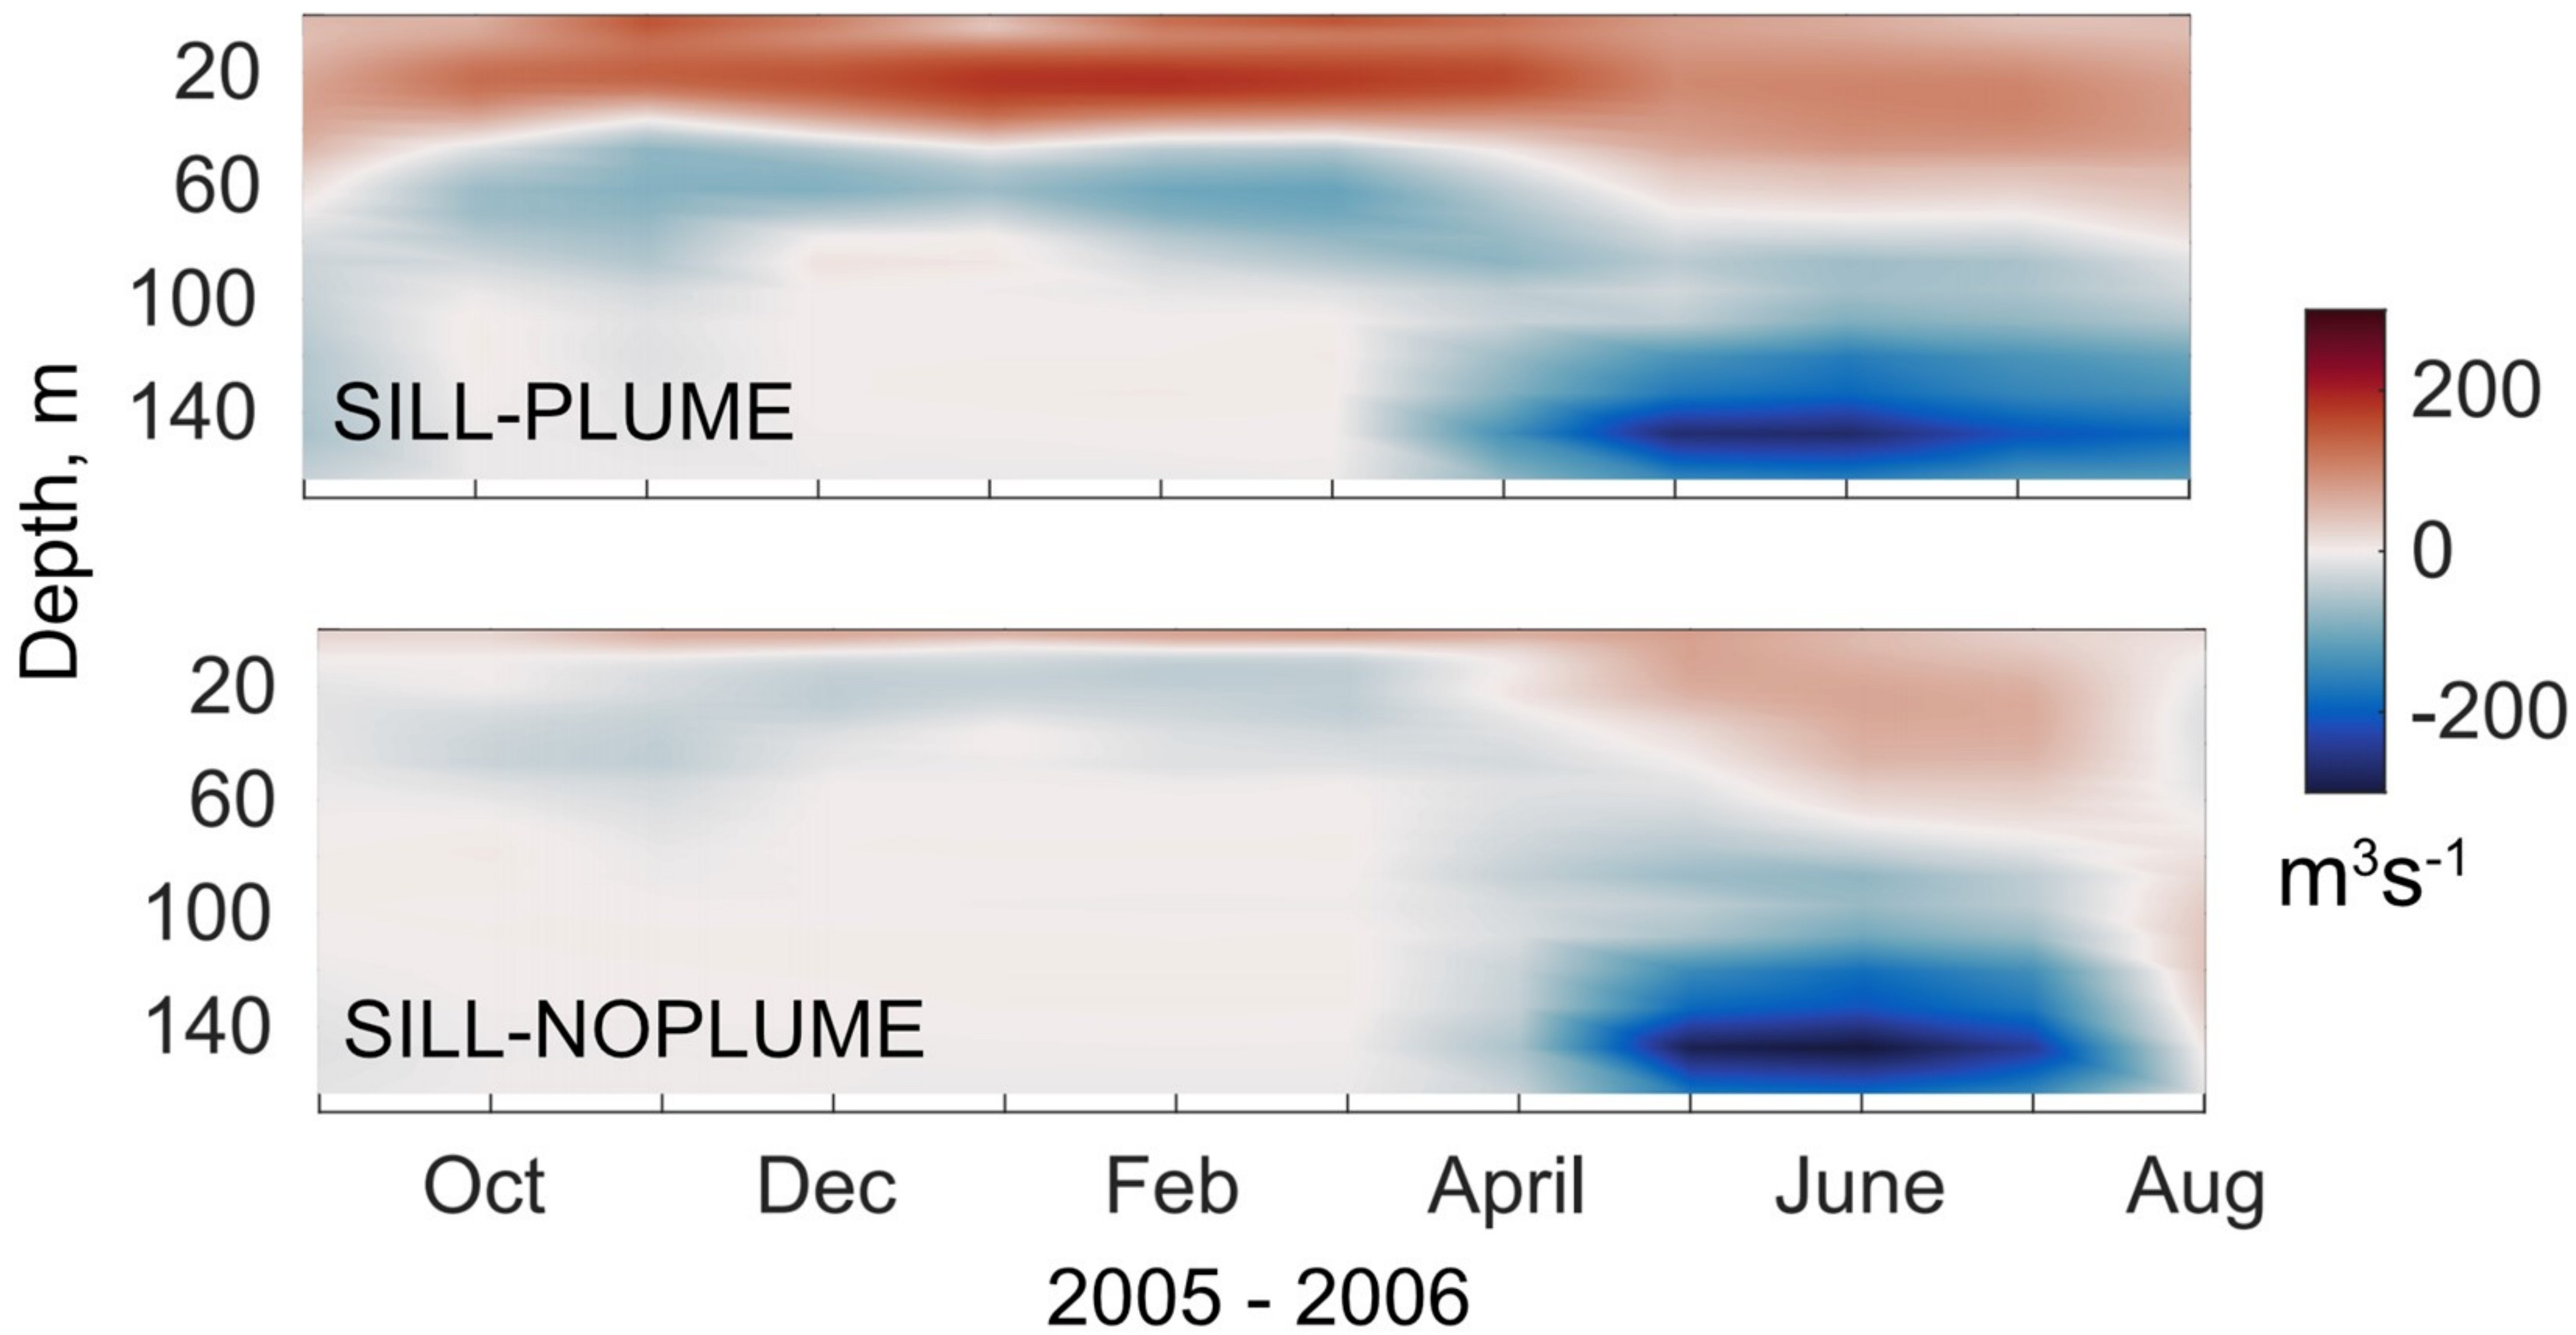 20
60
100
140
SILL-PLUME
Depth, m
200
0
-200
m³s⁻¹
20
60
100
140
SILL-NOPLUME
Oct Dec Feb April June Aug
2005 - 2006